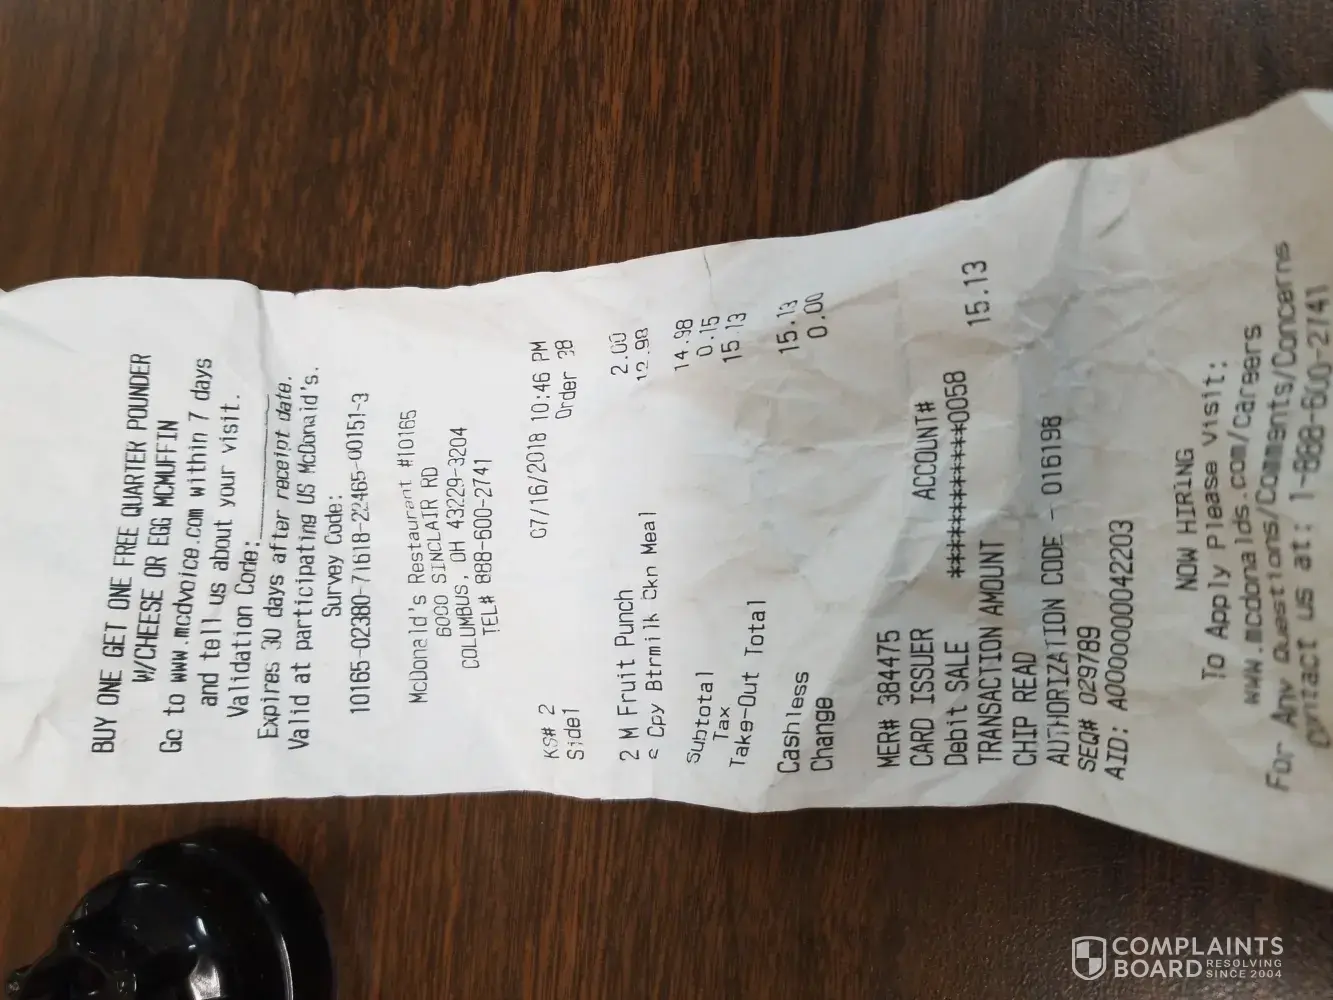 BUY ONE GET ONE FREE QUARTER POUNDER
W/CHEESE OR EGG MCMUFFIN
Go to www.mcdvoice.com within 7 days
and tell us about your visit.
Validation Code:
Expires 30 days after receipt date.
Valid at participating US McDonald's.
Survey Code:
10165-02380-71618-22465-00151-3
McDonald's Restaurant #10165
6000 SINCLAIR RD
COLUMBUS, OH 43229-3204
TEL# 888-600-2741
KS# 2 07/16/2018 10:46 PM
Side1 Order 38
2 M Fruit Punch 2.00
2 Cpy Btrmilk Ckn Meal 12.98
Subtotal 14.98
Tax 0.15
Take-Out Total 15.13
Cashless 15.13
Change 0.00
MER# 384475
CARD ISSUER ACCOUNT#
Debit SALE ************0058
TRANSACTION AMOUNT 15.13
CHIP READ
AUTHORIZATION CODE - 016198
SEQ# 029789
AID: A0000000042203
NOW HIRING
To Apply Please Visit:
www.mcdonalds.com/careers
For Any questions/Comments/Concerns
contact us at: 1-888-600-2741
COMPLAINTS
BOARD RESOLVING
SINCE 2004